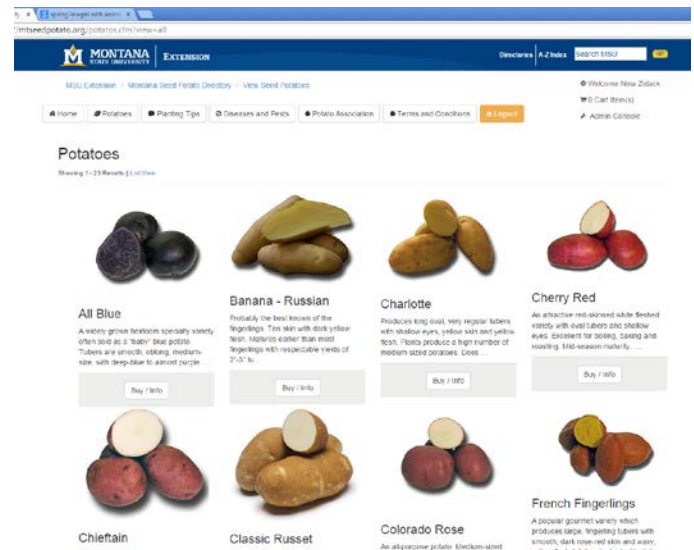 spring images with animals
//mtseedpotato.org/potatoes.cfm?view=all
MONTANA
STATE UNIVERSITY
EXTENSION
Directories
A-Z Index
Search MSU
MSU Extension / Montana Seed Potato Directory / View Seed Potatoes
Welcome Nina Zidack
0 Cart Item(s)
Admin Console
Home
Potatoes
Planting Tips
Diseases and Pests
Potato Association
Terms and Conditions
Logout
Potatoes
Showing 1-23 Results | List View
All Blue
A widely grown heirloom specialty variety
often sold as a "baby" blue potato.
Tubers are smooth, oblong, medium-
size, with deep-blue to almost purple ...
Buy / Info
Banana - Russian
Probably the best known of the
fingerlings. Tan skin with dark yellow
flesh. Matures earlier than most
fingerlings with respectable yields of
2"-5" tu...
Buy / Info
Charlotte
Produces long oval, very regular tubers
with shallow eyes, yellow skin and yellow
flesh. Plants produce a high number of
medium sized potatoes. Does ...
Buy / Info
Cherry Red
An attractive red-skinned white fleshed
variety with oval tubers and shallow
eyes. Excellent for boiling, baking and
roasting. Mid-season maturity. ...
Buy / Info
Chieftain
Classic Russet
Colorado Rose
An all-purpose potato. Medium-sized
French Fingerlings
A popular gourmet variety which
produces large, fingerling tubers with
smooth, dark rose-red skin and waxy,